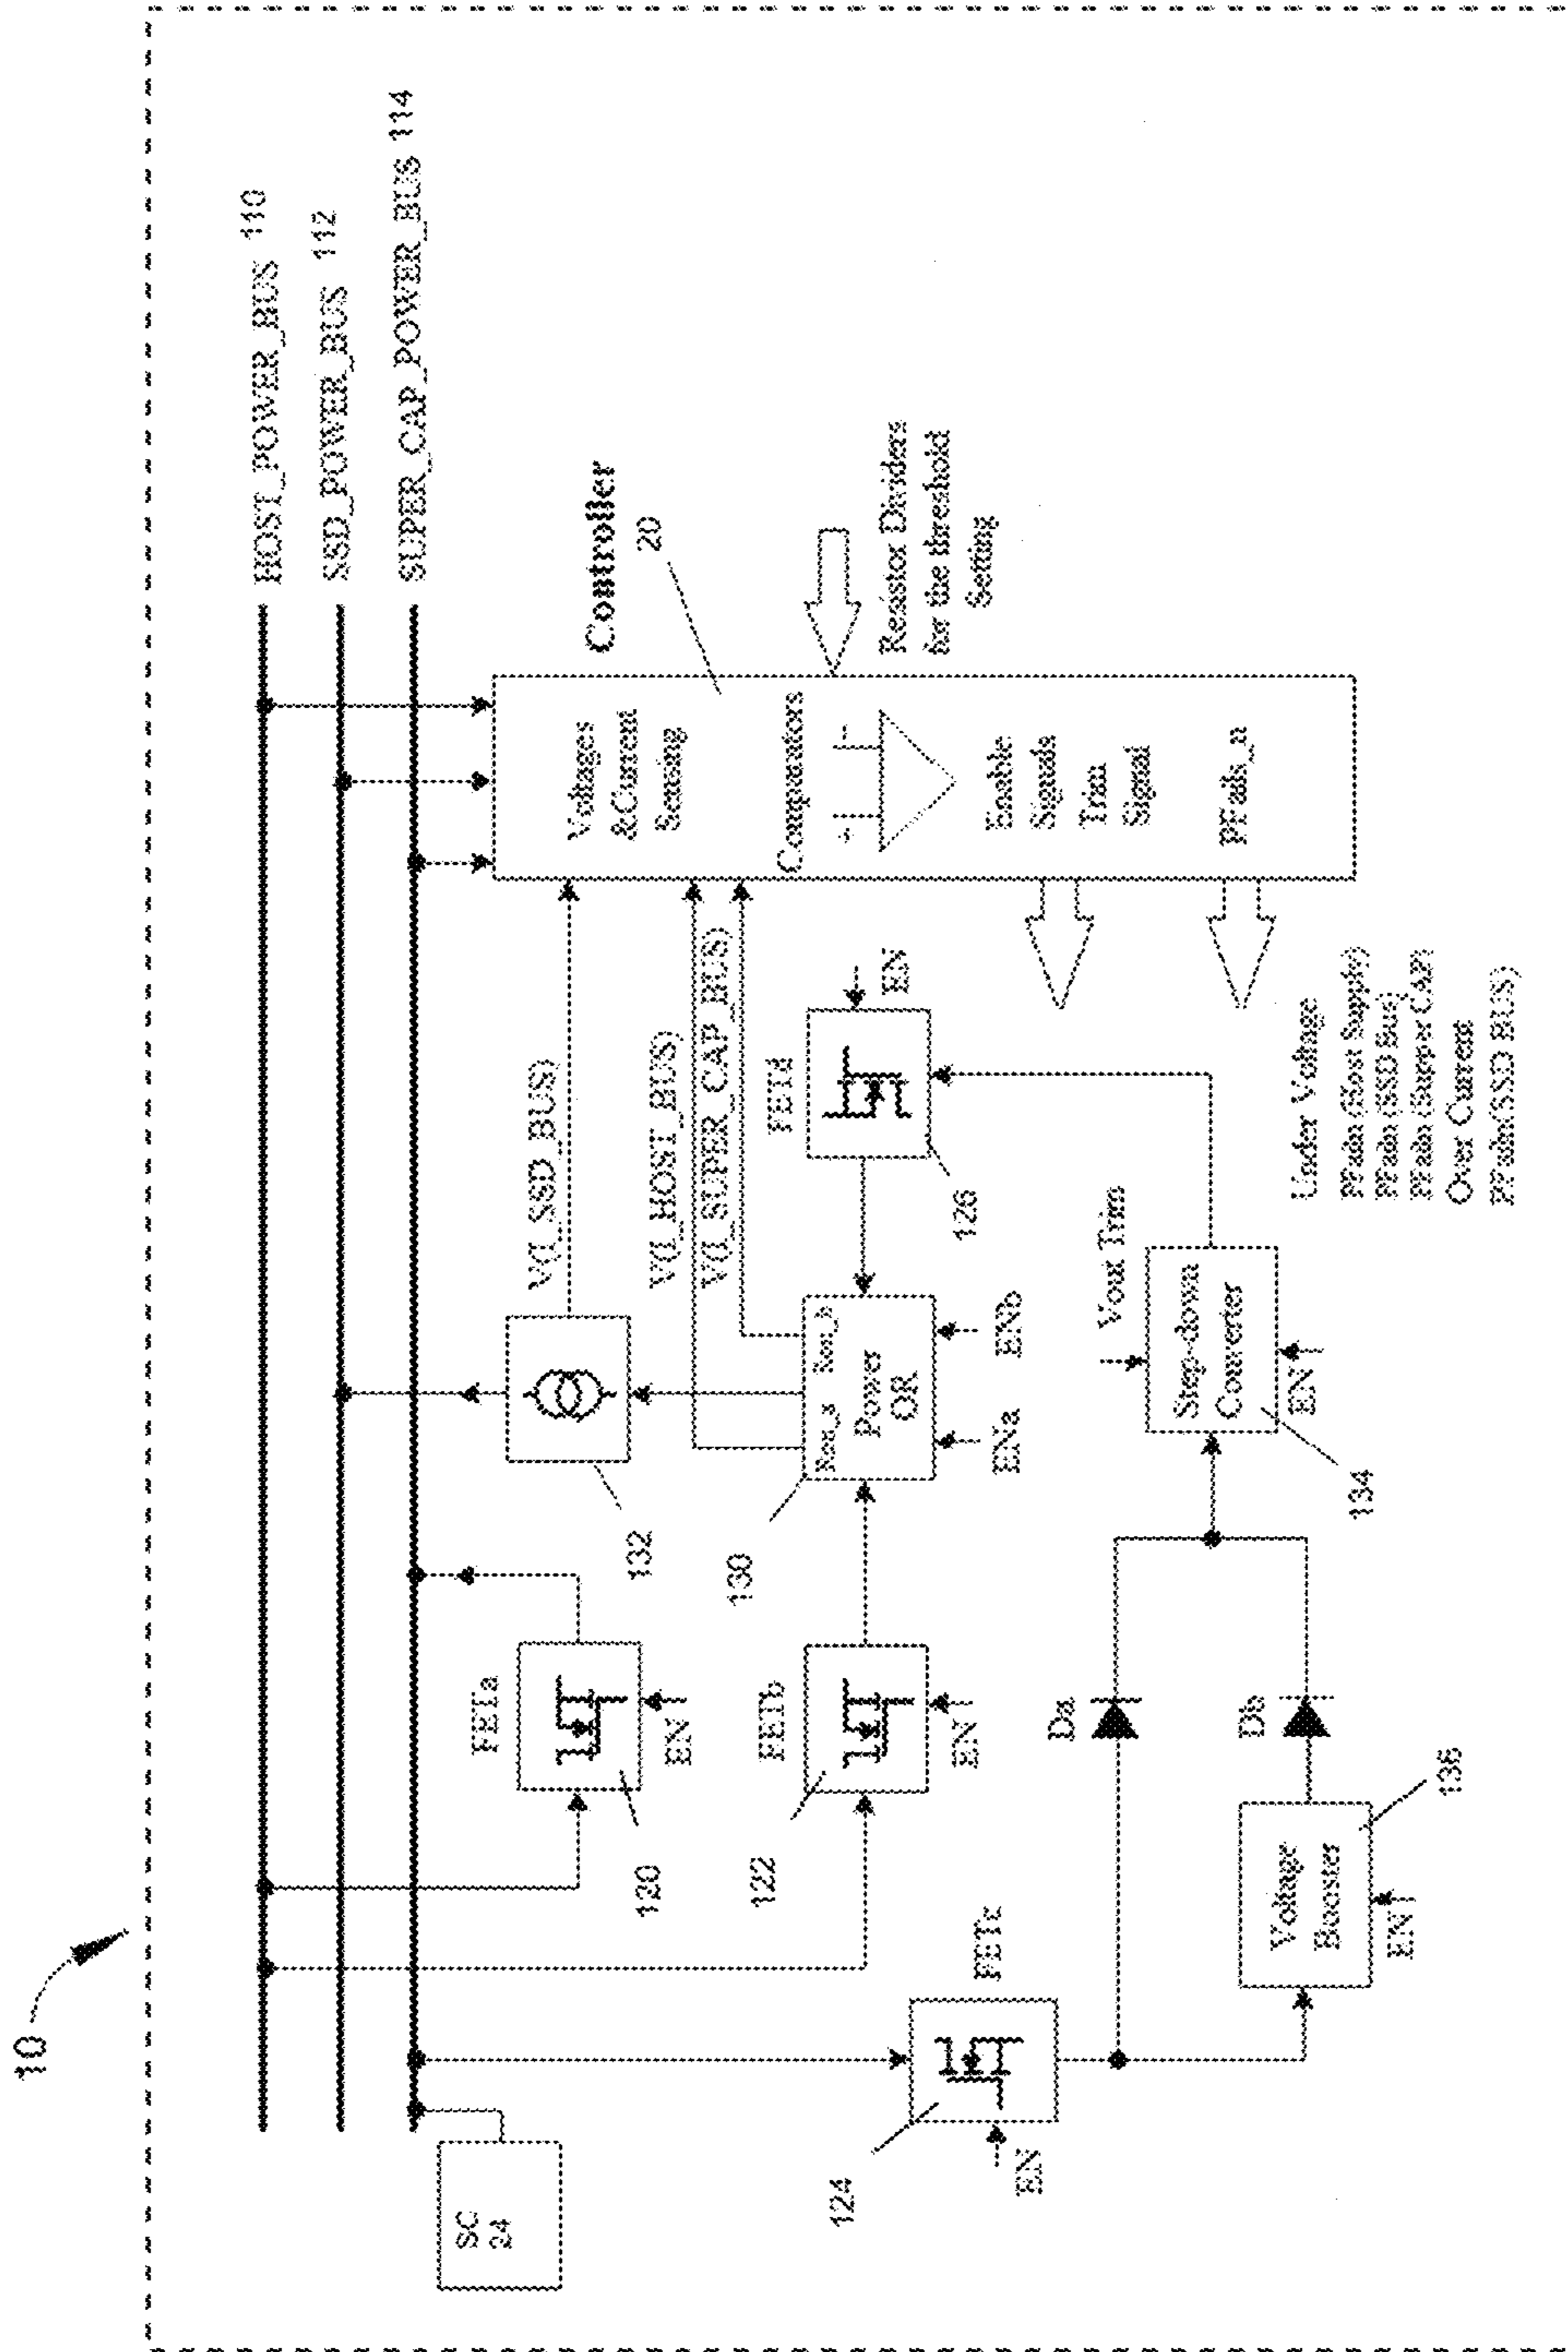 10
HOST_POWER_BUS 110
SSD_POWER_BUS 112
SUPER_CAP_POWER_BUS 114
SC
24
FETa
EN
120
FETb
EN
122
FETc
EN
124
132
V(I_SSD_BUS)
V(I_HOST_BUS)
V(I_SUPER_CAP_BUS)
130
Power
OR
ENa
ENb
FETd
EN
126
Controller
20
Voltages
&Current
Sensing
Comparators
+ -
Enable
Signals
Trim
Signal
PFails_n
Resistor Dividers
for the threshold
Setting
Da
Db
Voltage
Booster
136
EN
Vout Trim
Step-down
Converter
134
EN
Under Voltage
PFails (Host Supply)
PFails (SSD Bus)
PFails (Super CAP)
Over Current
PFails(SSD BUS)